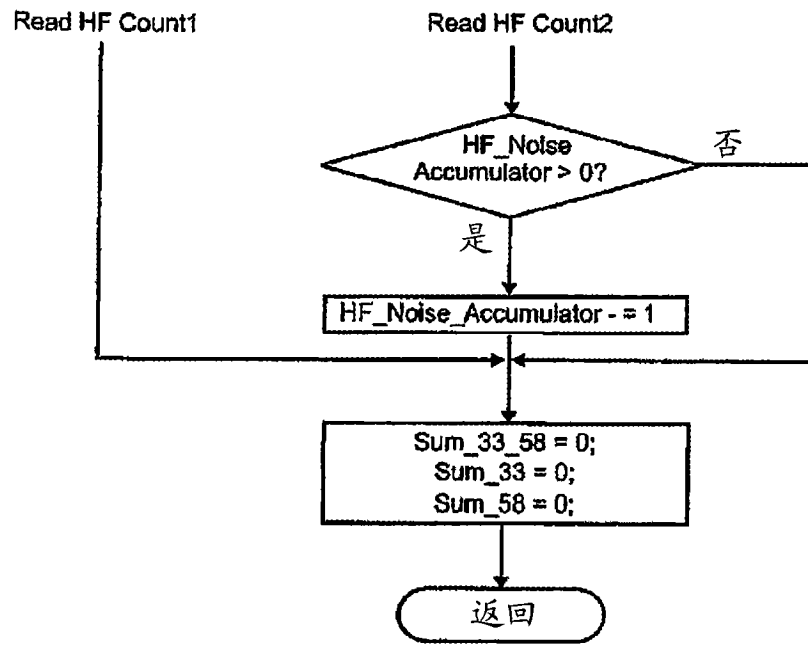 Read HF Count1
Read HF Count2
HF_Noise
Accumulator > 0?
否
是
HF_Noise_Accumulator - = 1
Sum_33_58 = 0;
Sum_33 = 0;
Sum_58 = 0;
返回